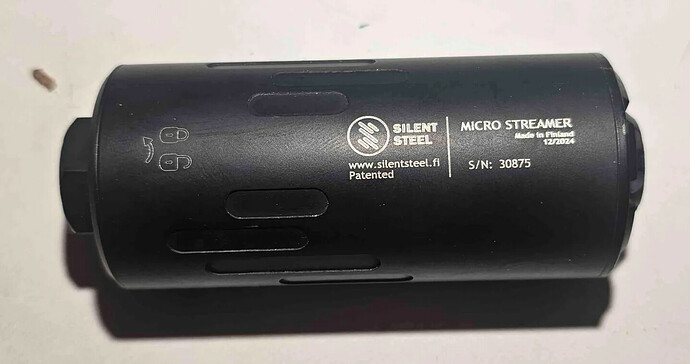 SILENT
STEEL
www.silentsteel.fi
Patented
MICRO STREAMER
Made in Finland
12/2024
S/N: 30875